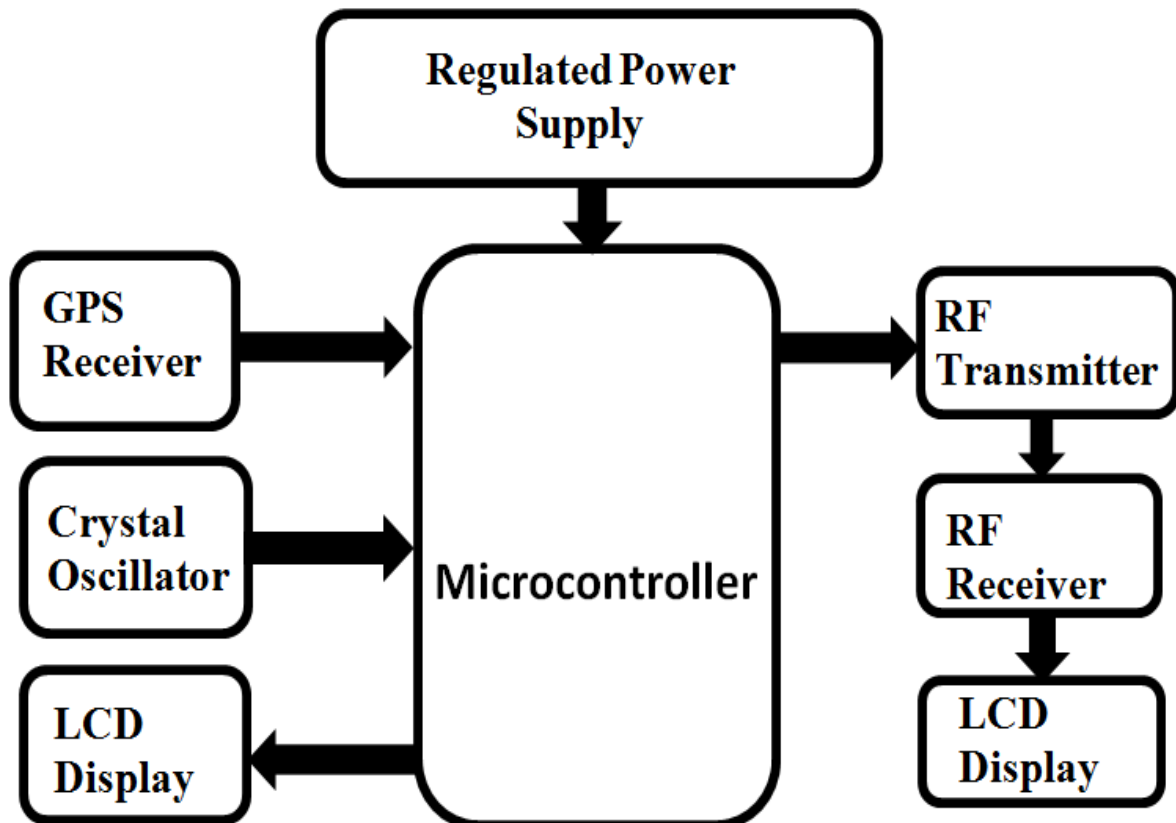 Regulated Power
Supply
GPS
Receiver
Crystal
Oscillator
LCD
Display
Microcontroller
RF
Transmitter
RF
Receiver
LCD
Display